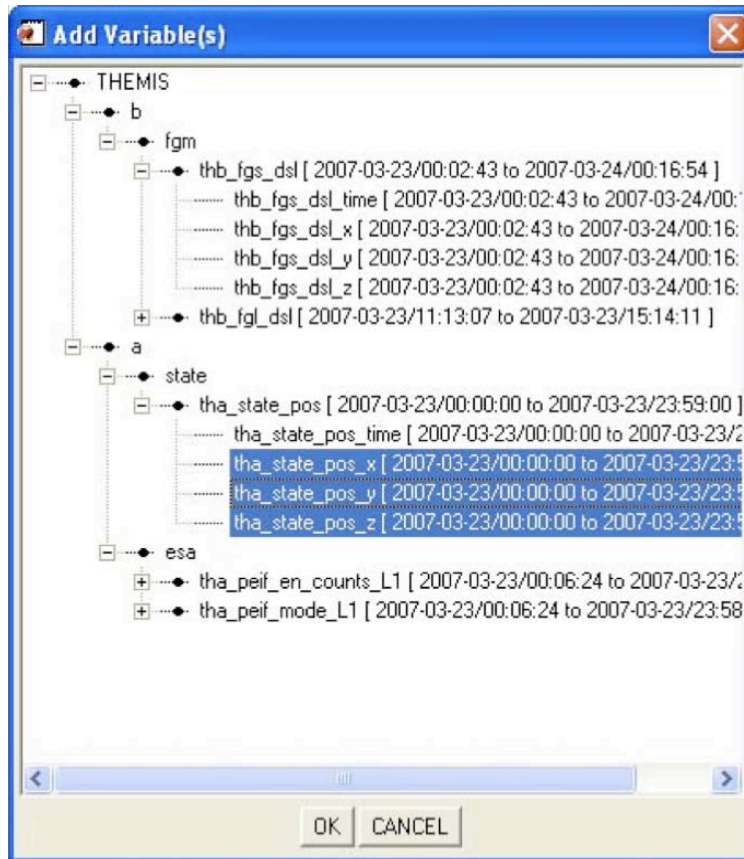 Add Variable(s)
THEMIS
b
fgm
thb_fgs_dsl [ 2007-03-23/00:02:43 to 2007-03-24/00:16:54 ]
thb_fgs_dsl_time [ 2007-03-23/00:02:43 to 2007-03-24/00:
thb_fgs_dsl_x [ 2007-03-23/00:02:43 to 2007-03-24/00:16:
thb_fgs_dsl_y [ 2007-03-23/00:02:43 to 2007-03-24/00:16:
thb_fgs_dsl_z [ 2007-03-23/00:02:43 to 2007-03-24/00:16:
thb_fgl_dsl [ 2007-03-23/11:13:07 to 2007-03-23/15:14:11 ]
a
state
tha_state_pos [ 2007-03-23/00:00:00 to 2007-03-23/23:59:00 ]
tha_state_pos_time [ 2007-03-23/00:00:00 to 2007-03-23/2
tha_state_pos_x [ 2007-03-23/00:00:00 to 2007-03-23/23:5
tha_state_pos_y [ 2007-03-23/00:00:00 to 2007-03-23/23:5
tha_state_pos_z [ 2007-03-23/00:00:00 to 2007-03-23/23:5
esa
tha_peif_en_counts_L1 [ 2007-03-23/00:06:24 to 2007-03-23/2
tha_peif_mode_L1 [ 2007-03-23/00:06:24 to 2007-03-23/23:58
OK CANCEL